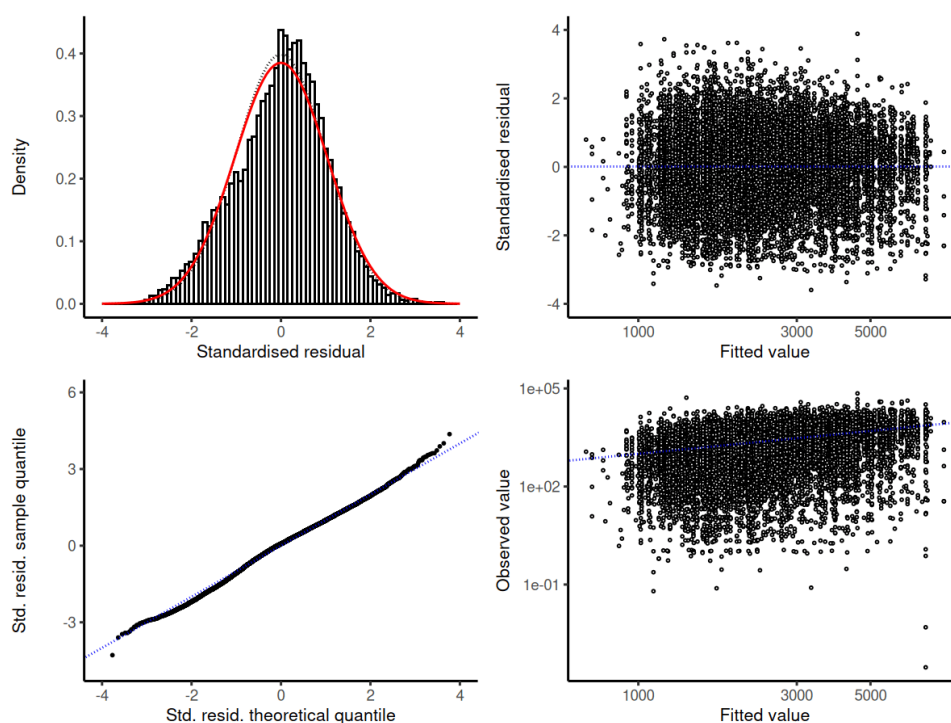 Density
0.4
0.3
0.2
0.1
0.0
-4 -2 0 2 4
Standardised residual
Standardised residual
4
2
0
-2
-4
1000 3000 5000
Fitted value
Std. resid. sample quantile
6
3
0
-3
-4 -2 0 2 4
Std. resid. theoretical quantile
Observed value
1e+05
1e+02
1e-01
1000 3000 5000
Fitted value